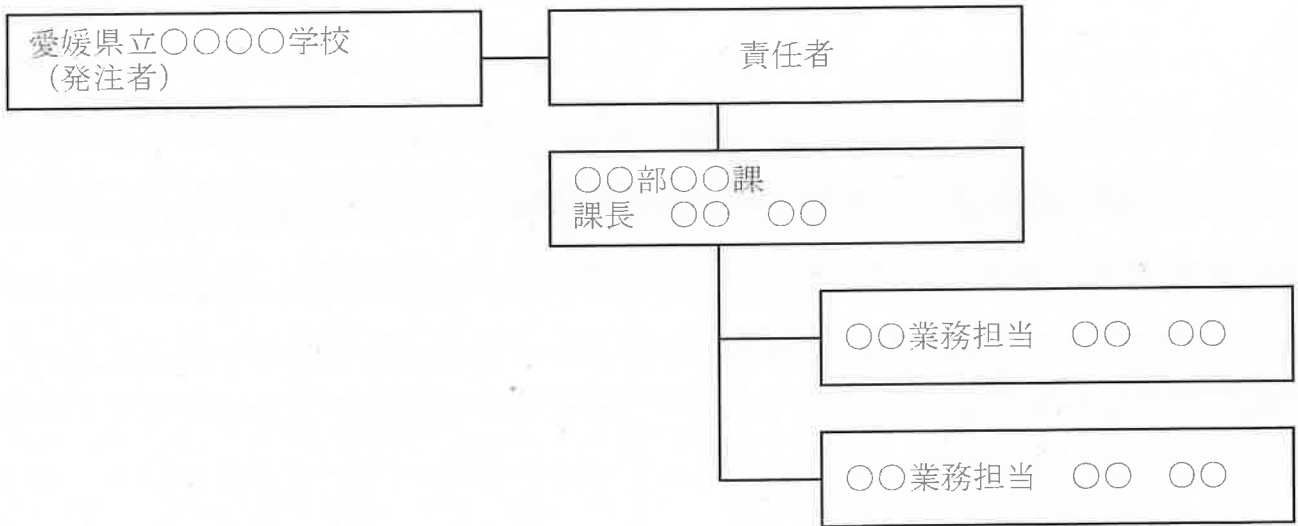 愛媛県立○○○○学校
(発注者)
責任者
○○部○○課
課長　○○　○○
○○業務担当　○○　○○
○○業務担当　○○　○○